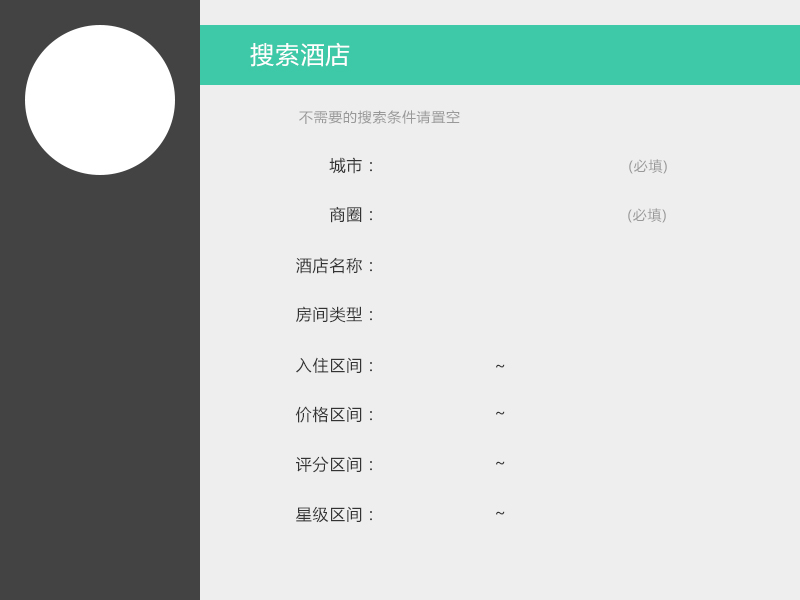 搜索酒店
不需要的搜索条件请置空
城市： (必填)
商圈： (必填)
酒店名称：
房间类型：
入住区间： ~
价格区间： ~
评分区间： ~
星级区间： ~